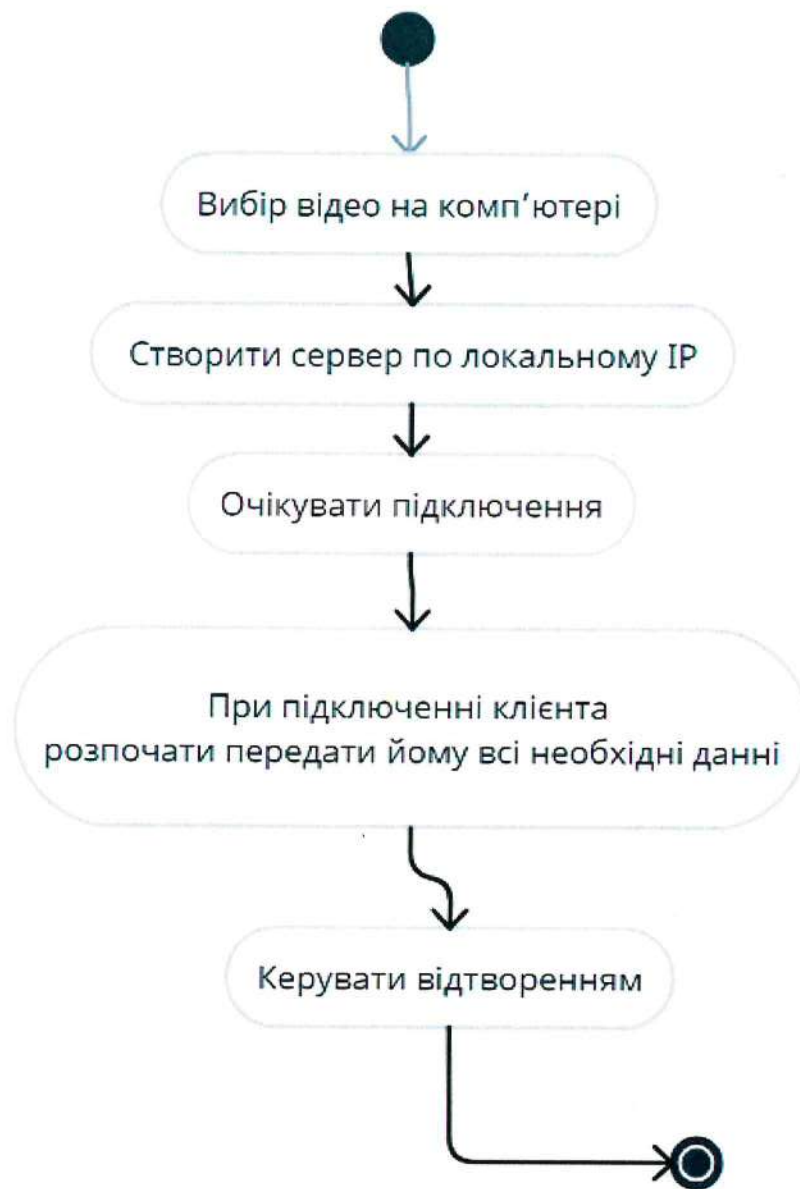 Вибір відео на комп’ютері
Створити сервер по локальному IP
Очікувати підключення
При підключенні клієнта
розпочати передати йому всі необхідні данні
Керувати відтворенням